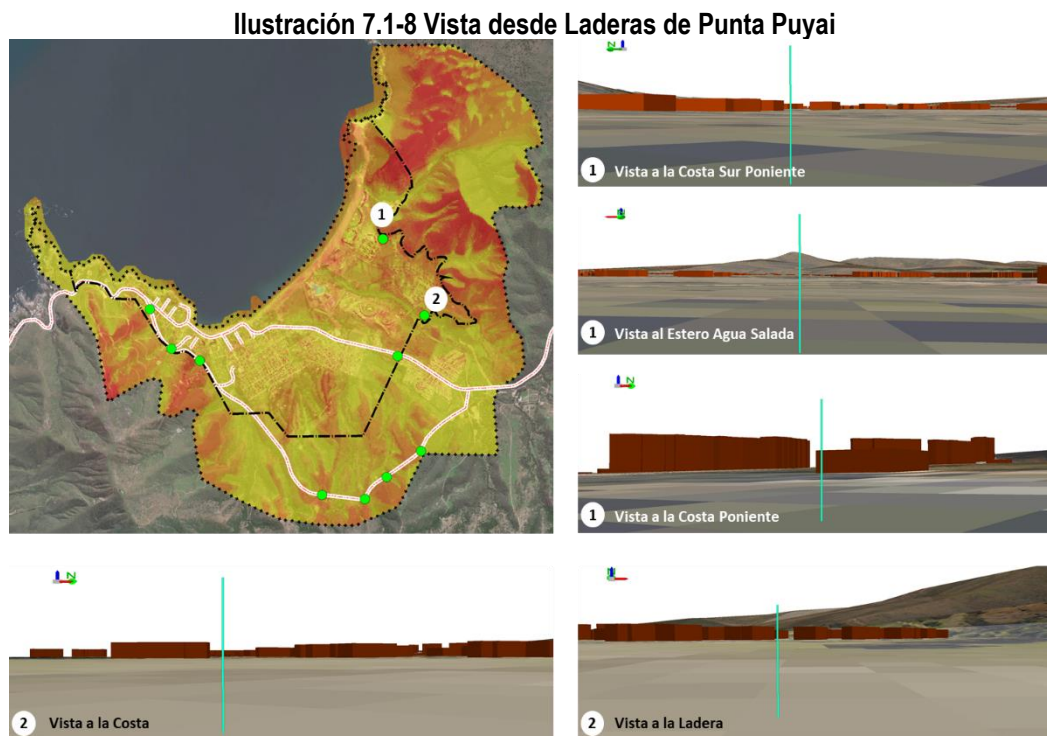 Ilustración 7.1-8 Vista desde Laderas de Punta Puyai
1
2
1 Vista a la Costa Sur Poniente
1 Vista al Estero Agua Salada
1 Vista a la Costa Poniente
2 Vista a la Costa
2 Vista a la Ladera